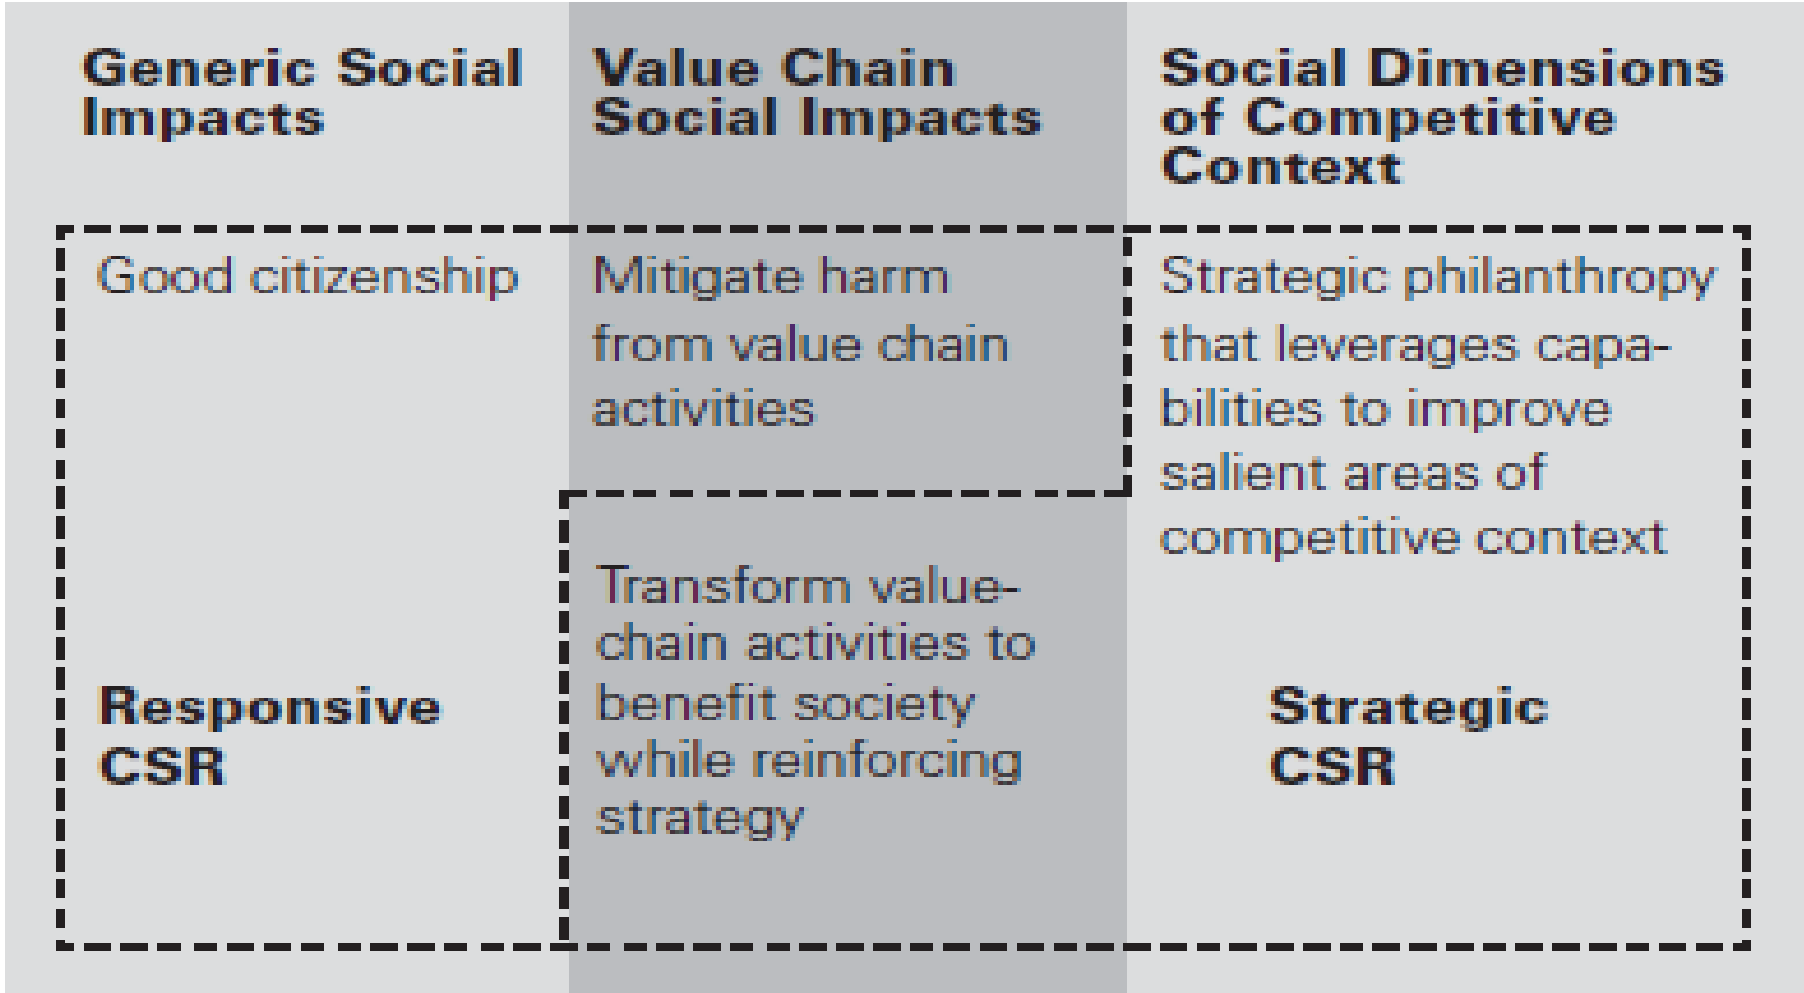 Generic Social
Impacts
Value Chain
Social Impacts
Social Dimensions
of Competitive
Context
Good citizenship
Mitigate harm
from value chain
activities
Strategic philanthropy
that leverages capa-
bilities to improve
salient areas of
competitive context
Transform value-
chain activities to
benefit society
while reinforcing
strategy
Responsive
CSR
Strategic
CSR